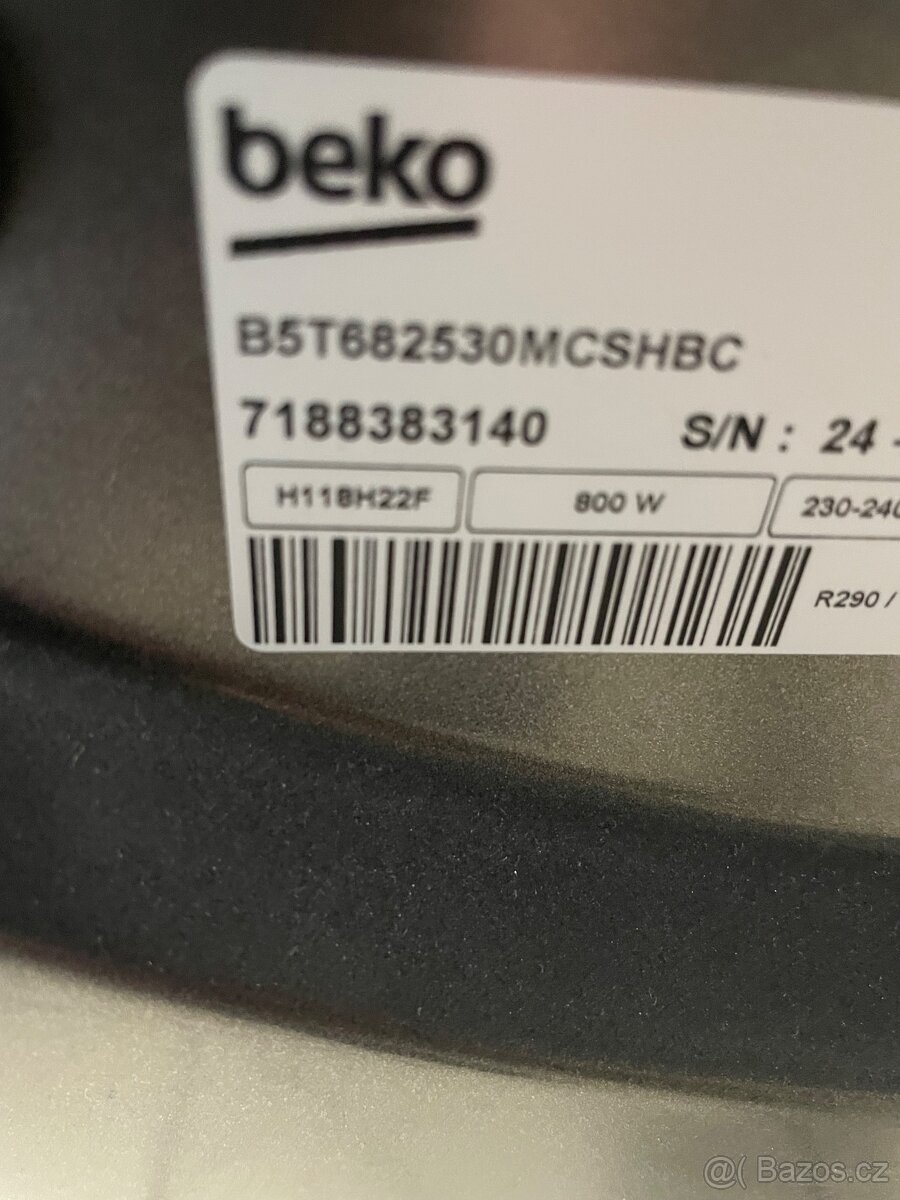 beko
B5T682530MCSHBC
7188383140 S/N : 24 -
H118H22F 800 W 230-240
R290 /
@( Bazos.cz